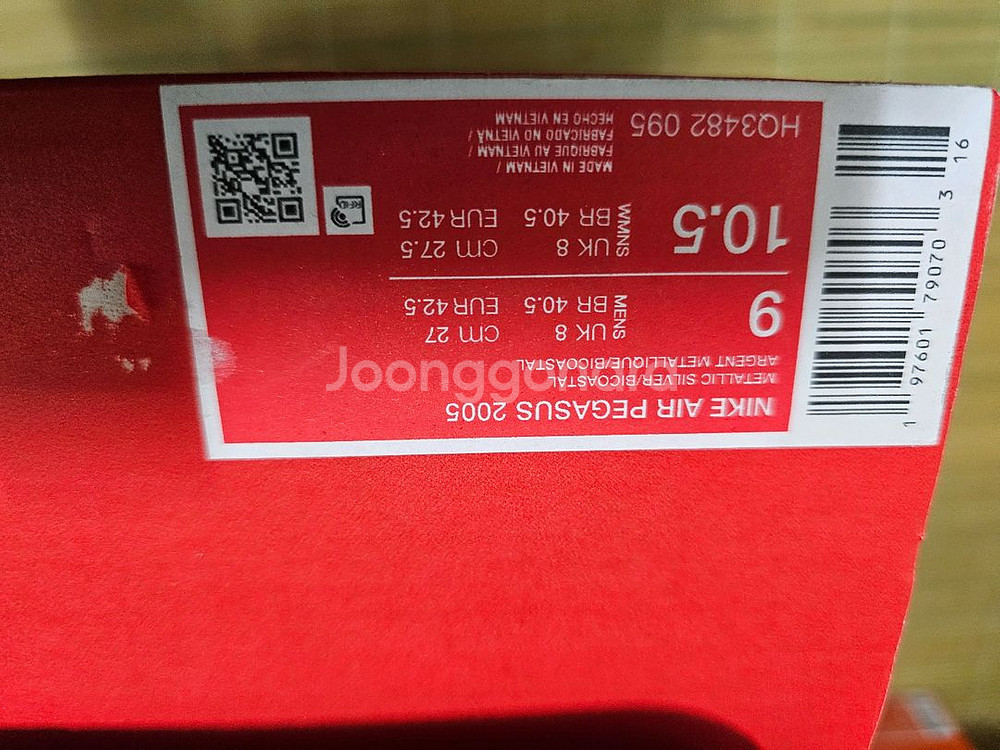 NIKE AIR PEGASUS 2005
METALLIC SILVER/BICOASTAL
ARGENT METALLIQUE/BICOASTAL
9 MENS UK 8 CM 27
BR 40.5 EUR 42.5
10.5 WMNS UK 8 CM 27.5
BR 40.5 EUR 42.5
HQ3482 095
MADE IN VIETNAM /
FABRIQUE AU VIETNAM /
FABRICADO NO VIETNÃ /
HECHO EN VIETNAM
RFID
1 97601 79070 3 16
Joonggonara